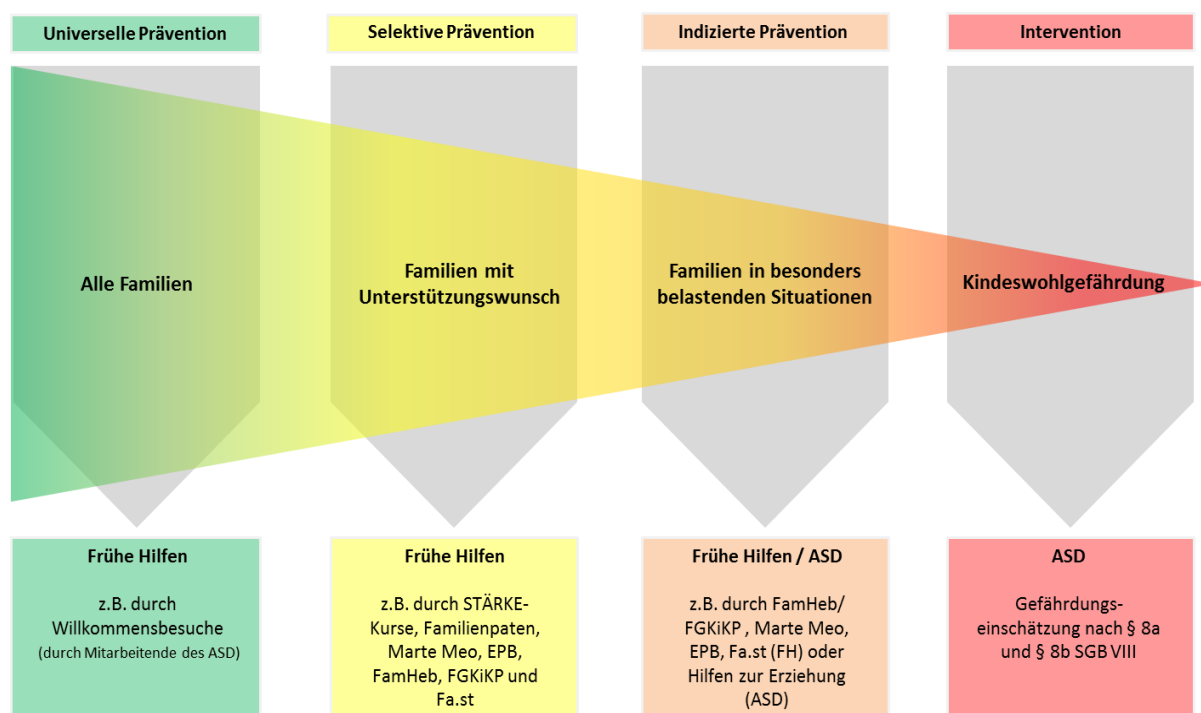 Universelle Prävention
Selektive Prävention
Indizierte Prävention
Intervention
Alle Familien
Familien mit
Unterstützungswunsch
Familien in besonders
belastenden Situationen
Kindeswohlgefährdung
Frühe Hilfen
z.B. durch
Willkommensbesuche
(durch Mitarbeitende des ASD)
Frühe Hilfen
z.B. durch STÄRKE-
Kurse, Familienpaten,
Marte Meo, EPB,
FamHeb, FGKiKP und
Fa.st
Frühe Hilfen / ASD
z.B. durch FamHeb/
FGKiKP , Marte Meo,
EPB, Fa.st (FH) oder
Hilfen zur Erziehung
(ASD)
ASD
Gefährdungs-
einschätzung nach § 8a
und § 8b SGB VIII